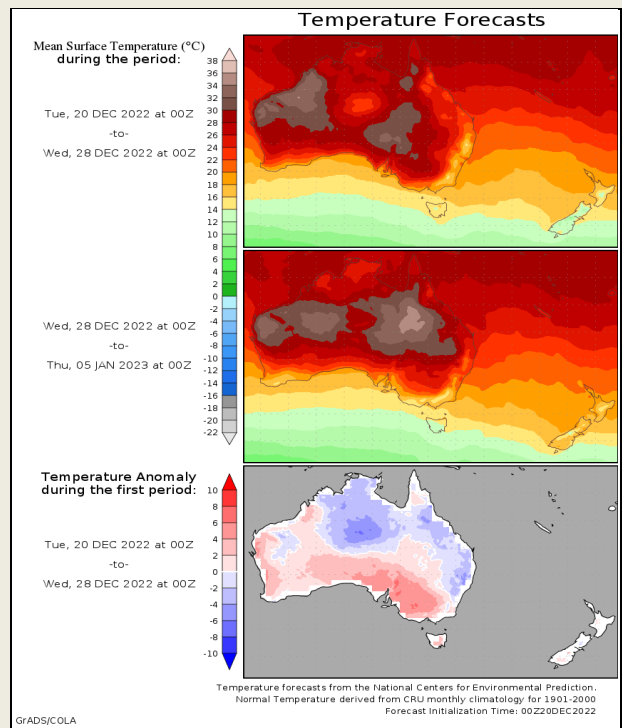 Temperature Forecasts
Mean Surface Temperature (°C)
during the period:
Tue, 20 DEC 2022 at 00Z
-to-
Wed, 28 DEC 2022 at 00Z
38
36
34
32
30
28
26
24
22
20
18
16
14
12
10
8
6
4
2
0
-2
-4
-6
-8
-10
-12
-14
-16
-18
-20
-22
Wed, 28 DEC 2022 at 00Z
-to-
Thu, 05 JAN 2023 at 00Z
Temperature Anomaly
during the first period:
Tue, 20 DEC 2022 at 00Z
-to-
Wed, 28 DEC 2022 at 00Z
10
8
6
4
2
0
-2
-4
-6
-8
-10
Temperature forecasts from the National Centers for Environmental Prediction.
Normal Temperature derived from CRU monthly climatology for 1901-2000
Forecast Initialization Time: 00Z20DEC2022
GrADS/COLA